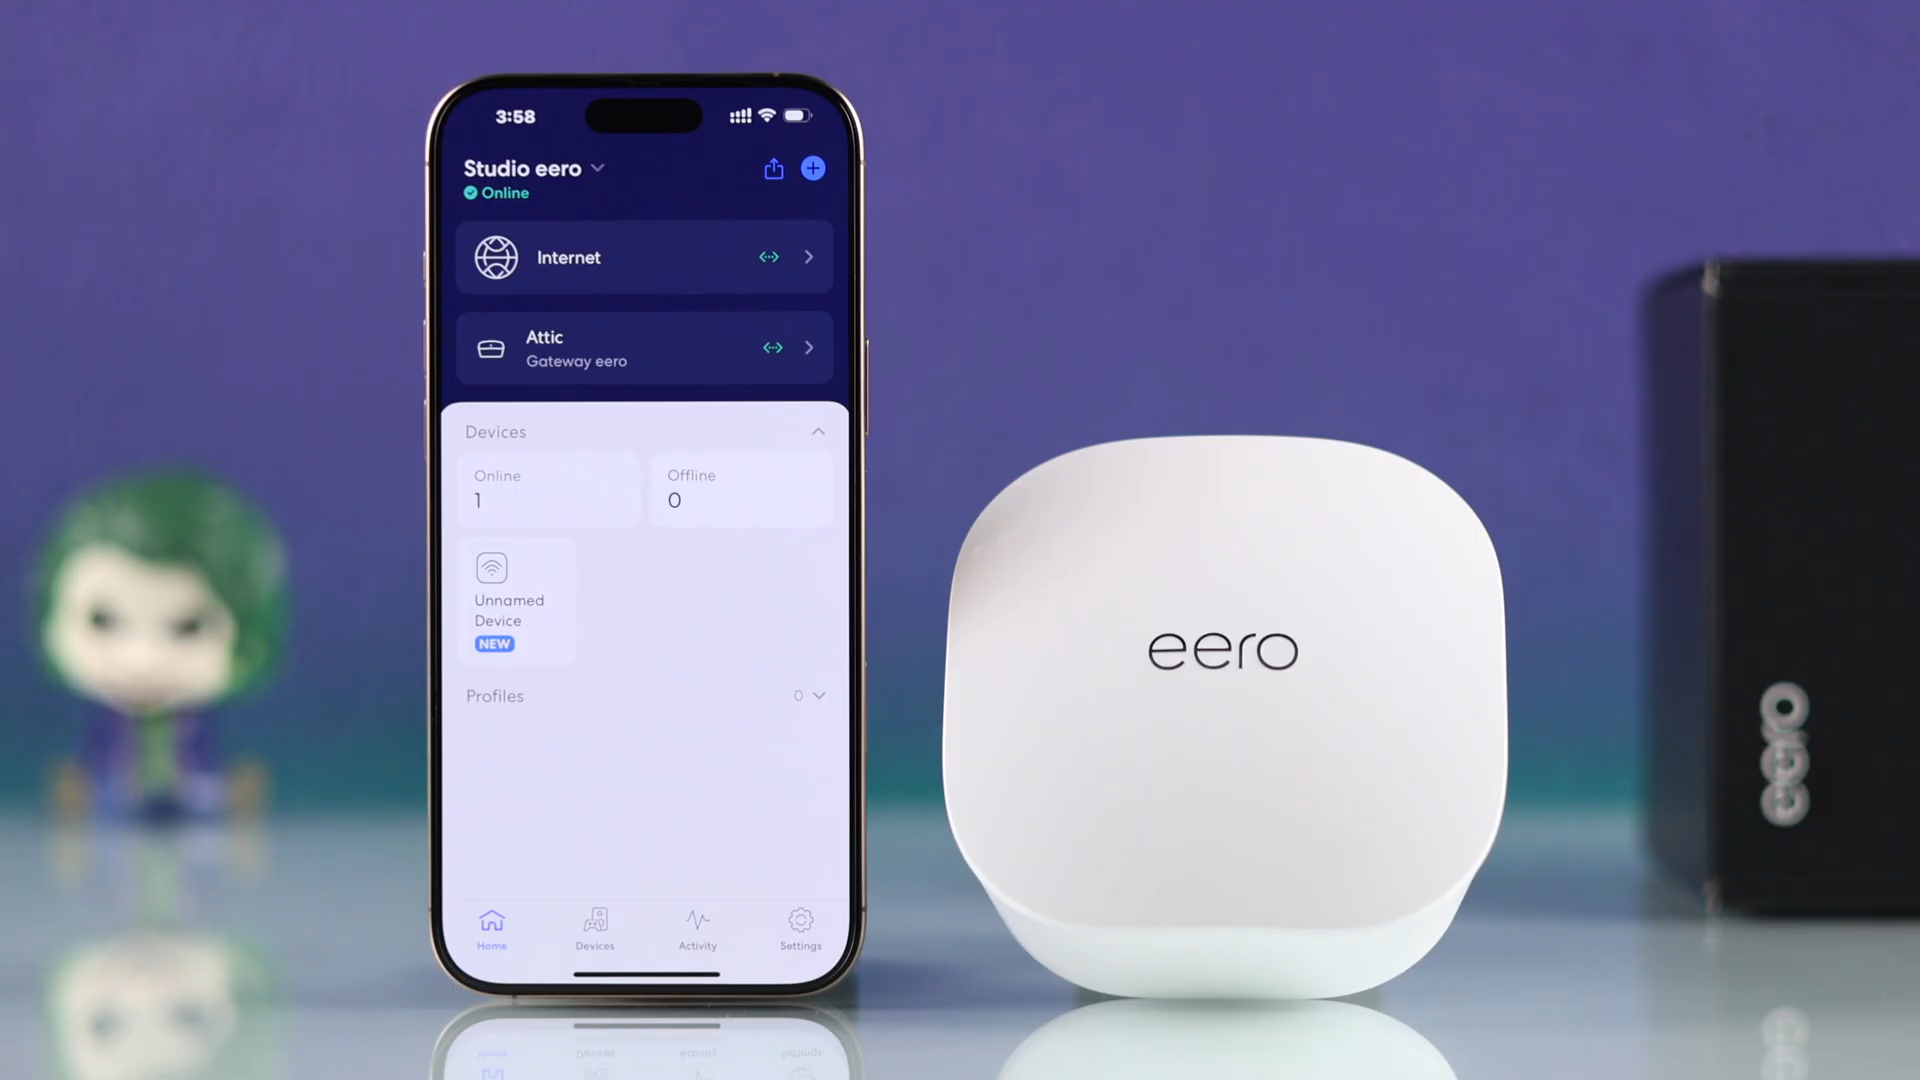 3:58
Studio eero
Online
Internet
Attic
Gateway eero
Devices
Online
1
Offline
0
Unnamed
Device
NEW
Profiles
0
Home
Devices
Activity
Settings
eero
eero